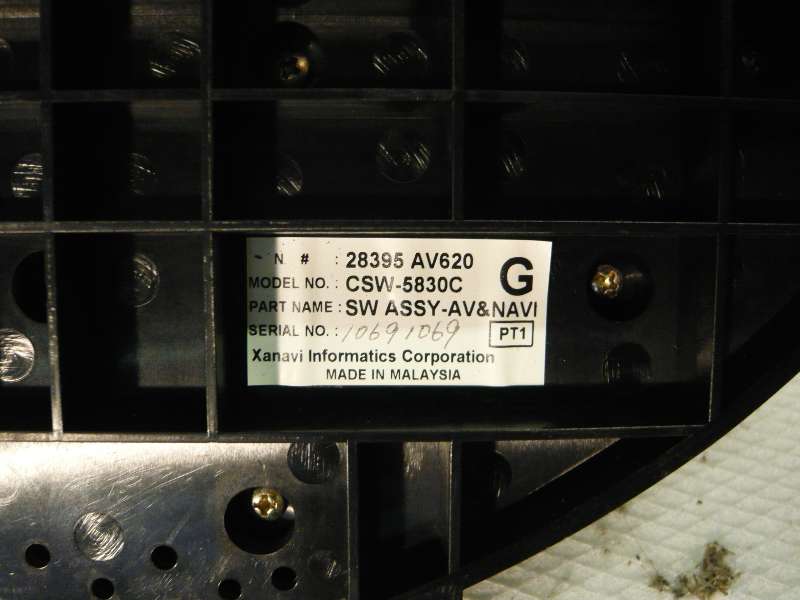 N # : 28395 AV620 G
MODEL NO. : CSW-5830C
PART NAME : SW ASSY-AV&NAVI
SERIAL NO. : 10691069 PT1
Xanavi Informatics Corporation
MADE IN MALAYSIA